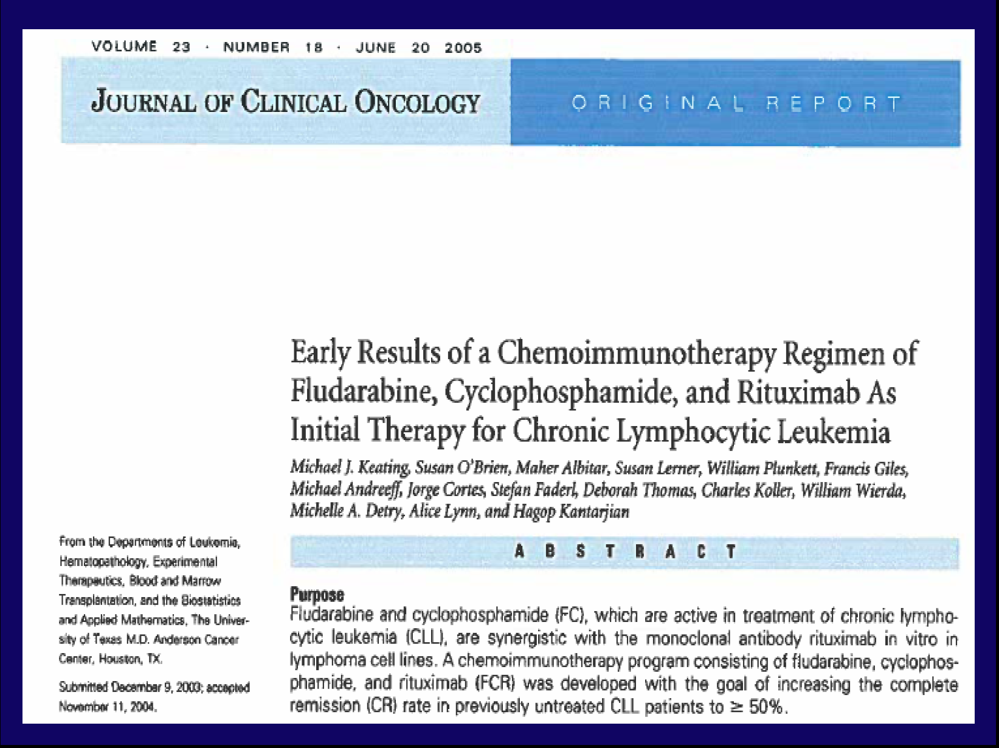 VOLUME 23 · NUMBER 18 · JUNE 20 2005
JOURNAL OF CLINICAL ONCOLOGY
ORIGINAL REPORT
Early Results of a Chemoimmunotherapy Regimen of
Fludarabine, Cyclophosphamide, and Rituximab As
Initial Therapy for Chronic Lymphocytic Leukemia
Michael J. Keating, Susan O'Brien, Maher Albitar, Susan Lerner, William Plunkett, Francis Giles,
Michael Andreeff, Jorge Cortes, Stefan Faderl, Deborah Thomas, Charles Koller, William Wierda,
Michelle A. Detry, Alice Lynn, and Hagop Kantarjian
From the Departments of Leukemia,
Hematopathology, Experimental
Therapeutics, Blood and Marrow
Transplantation, and the Biostatistics
and Applied Mathematics, The Univer-
sity of Texas M.D. Anderson Cancer
Center, Houston, TX.
Submitted December 9, 2003; accepted
November 11, 2004.
ABSTRACT
Purpose
Fludarabine and cyclophosphamide (FC), which are active in treatment of chronic lympho-
cytic leukemia (CLL), are synergistic with the monoclonal antibody rituximab in vitro in
lymphoma cell lines. A chemoimmunotherapy program consisting of fludarabine, cyclophos-
phamide, and rituximab (FCR) was developed with the goal of increasing the complete
remission (CR) rate in previously untreated CLL patients to ≥ 50%.